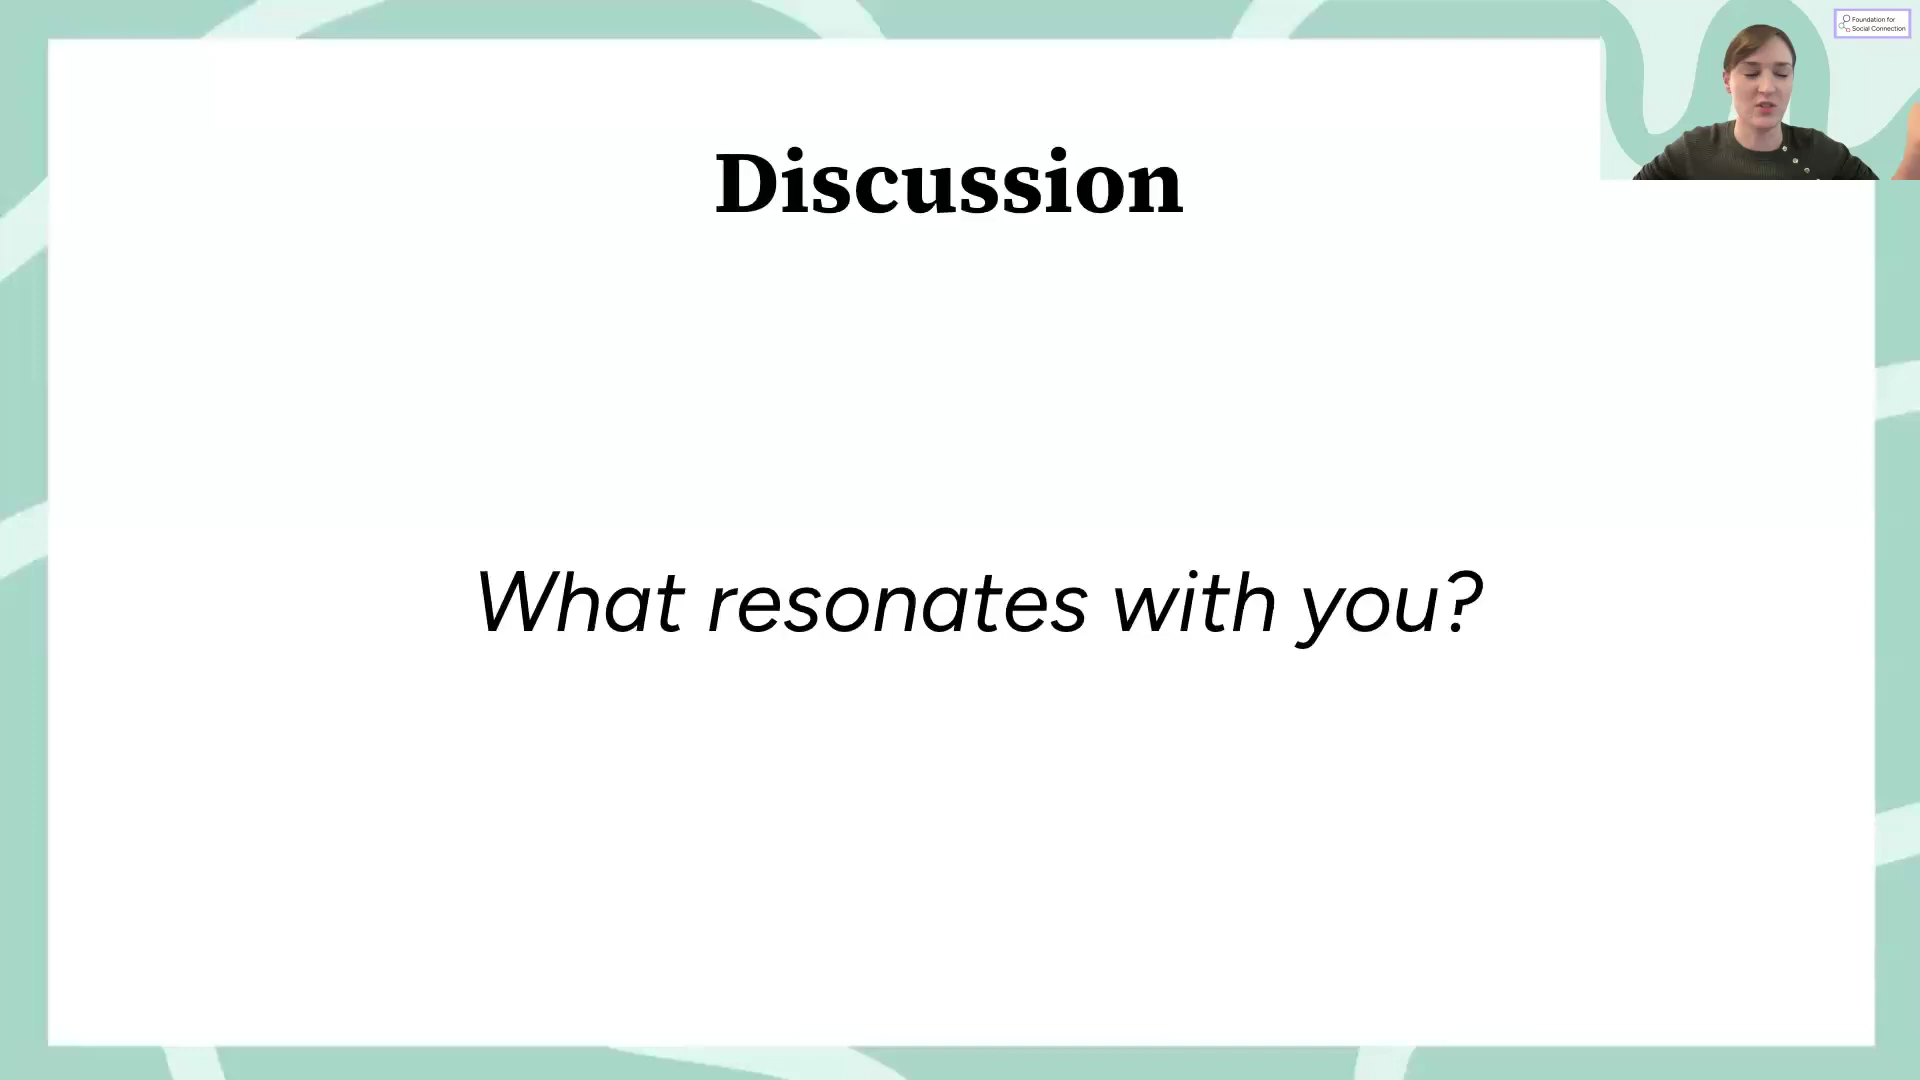 Foundation for
Social Connection
Discussion
What resonates with you?